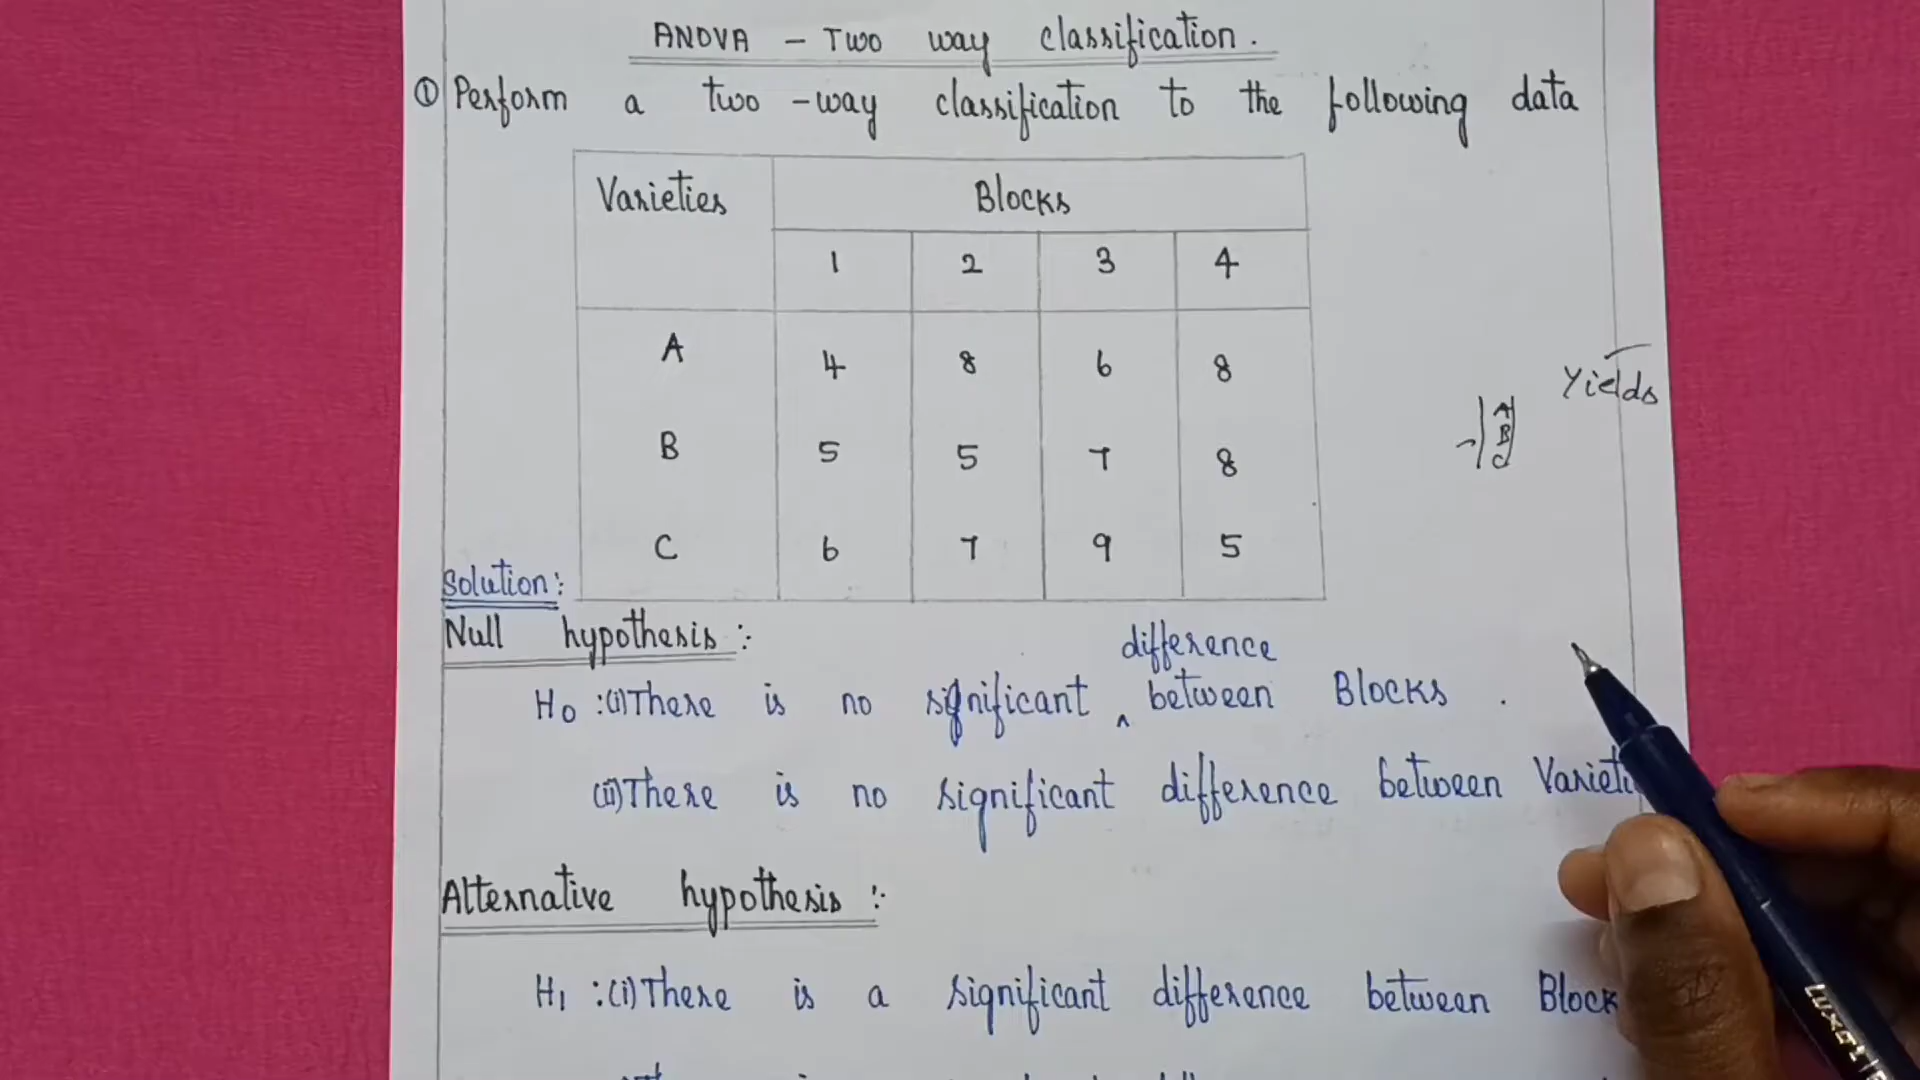 ANOVA - Two way classification.
① Perform a two-way classification to the following data
Varieties Blocks
1 2 3 4
A 4 8 6 8
Yields
A
B 5 5 7 8
B
C
C 6 7 9 5
Solution:
Null hypothesis:
difference
H0 :(i) There is no significant ^ between Blocks .
(ii) There is no significant difference between
Alternative hypothesis :
H1 :(i) There is a significant difference between Block
LUXOR